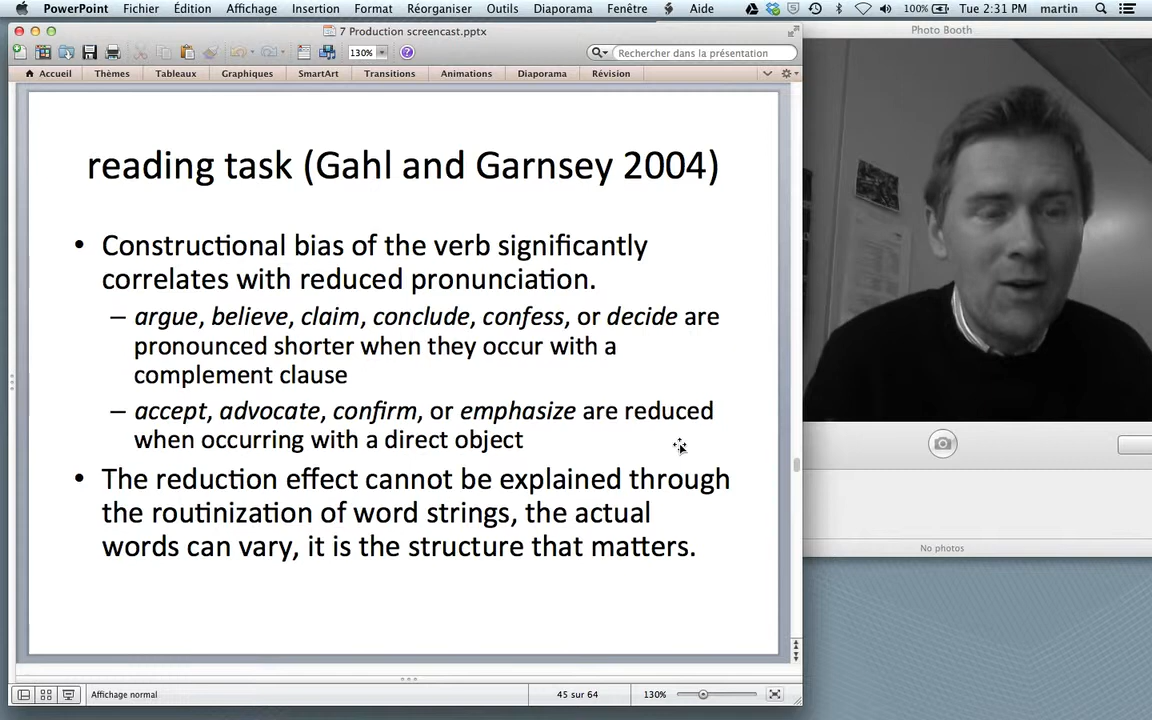 PowerPoint Fichier Édition Affichage Insertion Format Réorganiser Outils Diaporama Fenêtre Aide 100% Tue 2:31 PM martin
7 Production screencast.pptx
Photo Booth
130% Rechercher dans la présentation
Accueil Thèmes Tableaux Graphiques SmartArt Transitions Animations Diaporama Révision
reading task (Gahl and Garnsey 2004)
• Constructional bias of the verb significantly
correlates with reduced pronunciation.
– argue, believe, claim, conclude, confess, or decide are
pronounced shorter when they occur with a
complement clause
– accept, advocate, confirm, or emphasize are reduced
when occurring with a direct object
• The reduction effect cannot be explained through
the routinization of word strings, the actual
words can vary, it is the structure that matters.
No photos
Affichage normal 45 sur 64 130%